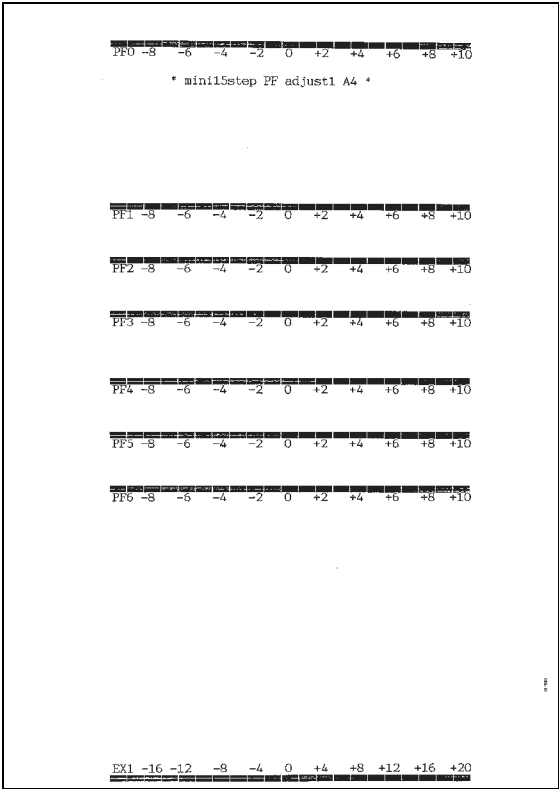 PF0 -8 -6 -4 -2 0 +2 +4 +6 +8 +10
* mini15step PF adjust1 A4 *
PF1 -8 -6 -4 -2 0 +2 +4 +6 +8 +10
PF2 -8 -6 -4 -2 0 +2 +4 +6 +8 +10
PF3 -8 -6 -4 -2 0 +2 +4 +6 +8 +10
PF4 -8 -6 -4 -2 0 +2 +4 +6 +8 +10
PF5 -8 -6 -4 -2 0 +2 +4 +6 +8 +10
PF6 -8 -6 -4 -2 0 +2 +4 +6 +8 +10
EX1 -16 -12 -8 -4 0 +4 +8 +12 +16 +20